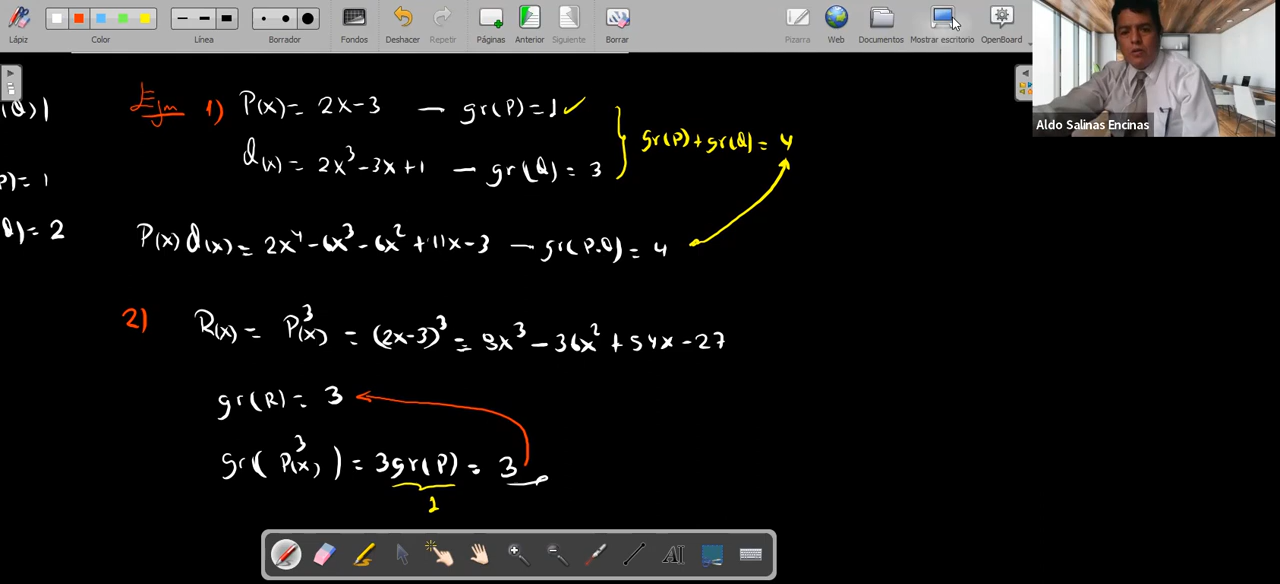 Lápiz Color Línea Borrador Fondos Deshacer Repetir Páginas Anterior Siguiente Borrar Pizarra Web Documentos Mostrar escritorio OpenBoard
Aldo Salinas Encinas
(Q)|
P) = 1
Q) = 2
Ejm 1) P(x) = 2x-3 — gr(P) = 1 ✓
Q(x) = 2x³-3x+1 — gr(Q) = 3
gr(P)+gr(Q) = 4
P(x) Q(x) = 2x⁴-6x³-6x²+11x-3 — gr(P.Q) = 4
2) R(x) = P³(x) = (2x-3)³ = 8x³-36x²+54x-27
gr(R) = 3
gr(P³(x)) = 3gr(P) = 3
1
AI